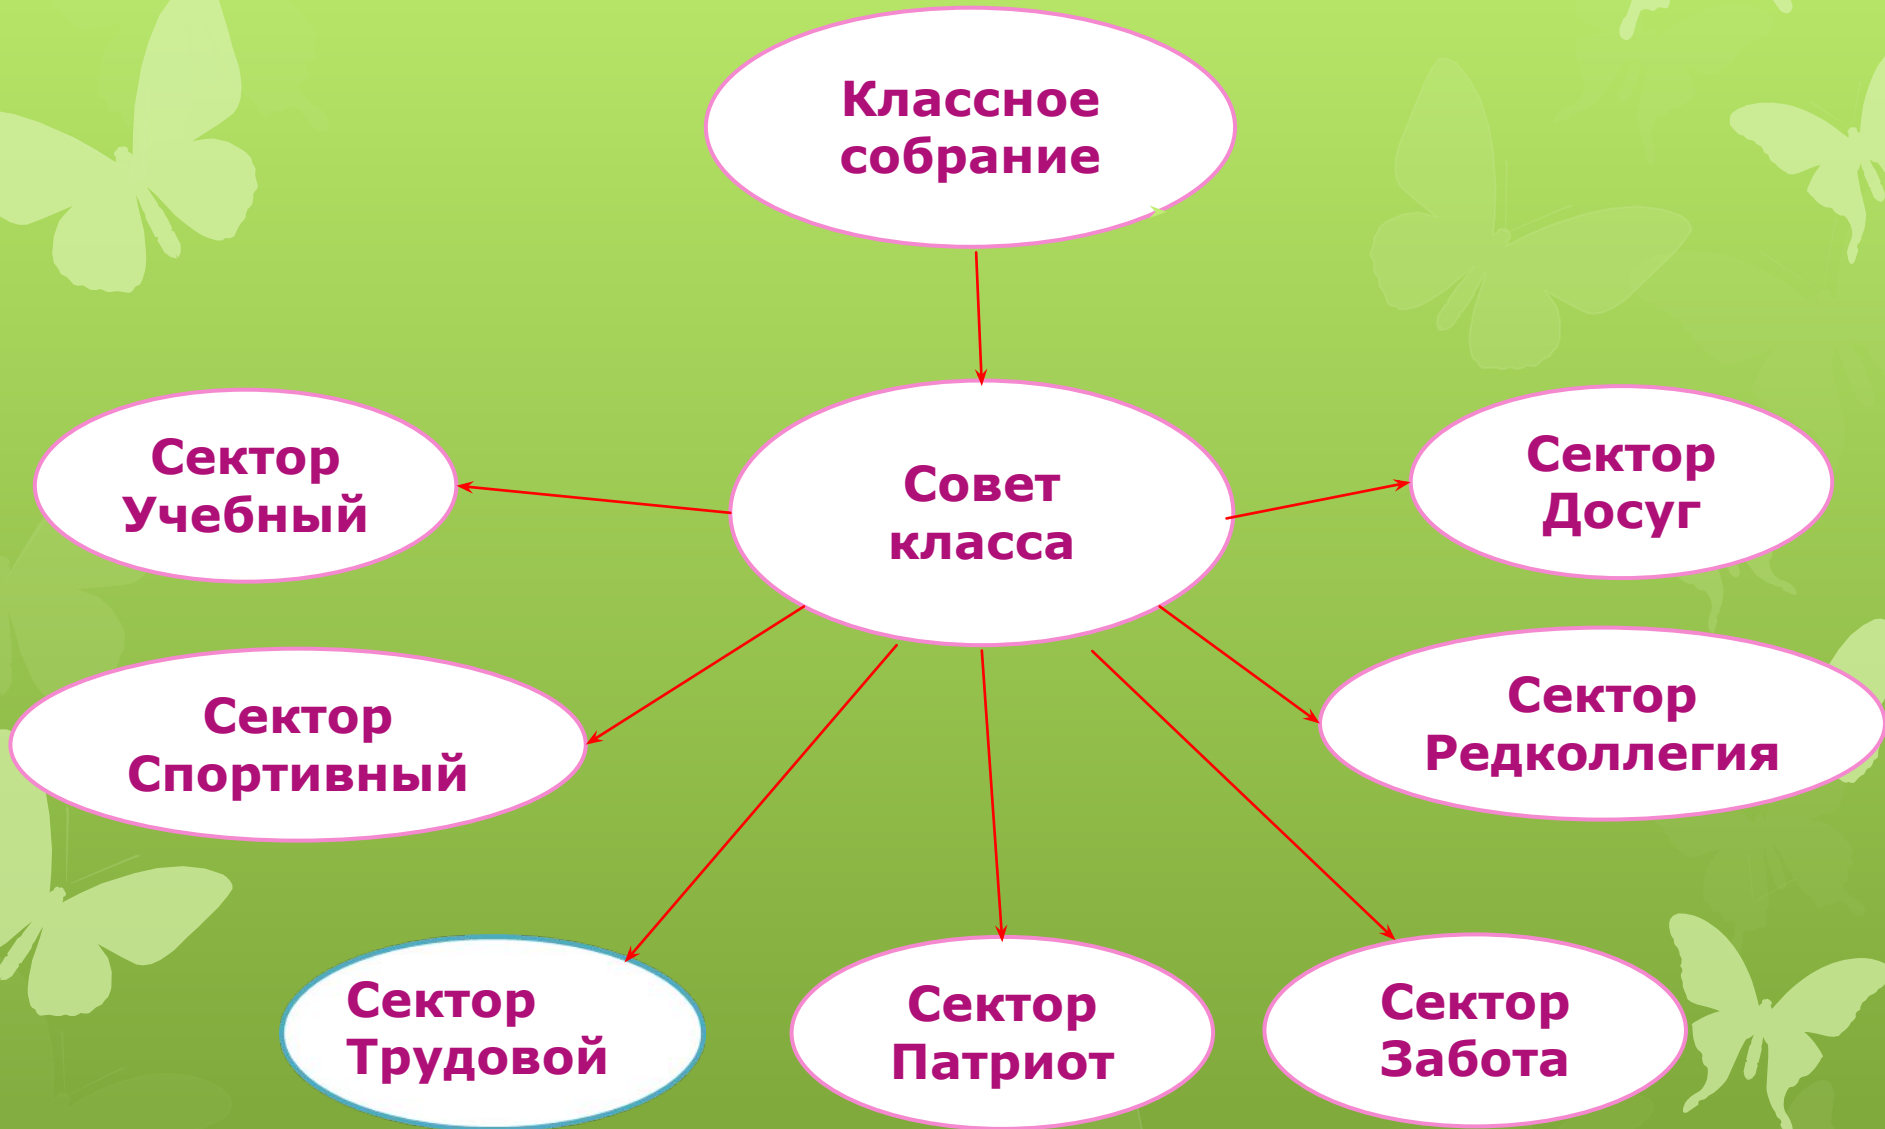 Классное
собрание
Совет
класса
Сектор
Учебный
Сектор
Досуг
Сектор
Спортивный
Сектор
Редколлегия
Сектор
Трудовой
Сектор
Патриот
Сектор
Забота